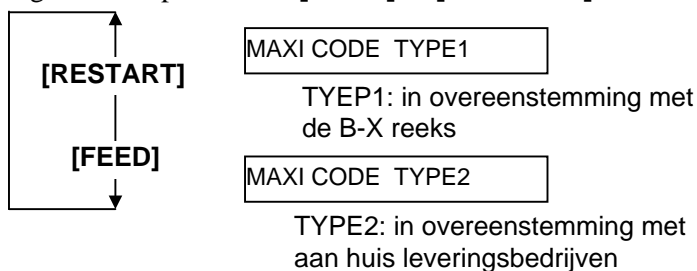 MAXI CODE TYPE1
[RESTART]
TYEP1: in overeenstemming met
de B-X reeks
[FEED]
MAXI CODE TYPE2
TYPE2: in overeenstemming met
aan huis leveringsbedrijven